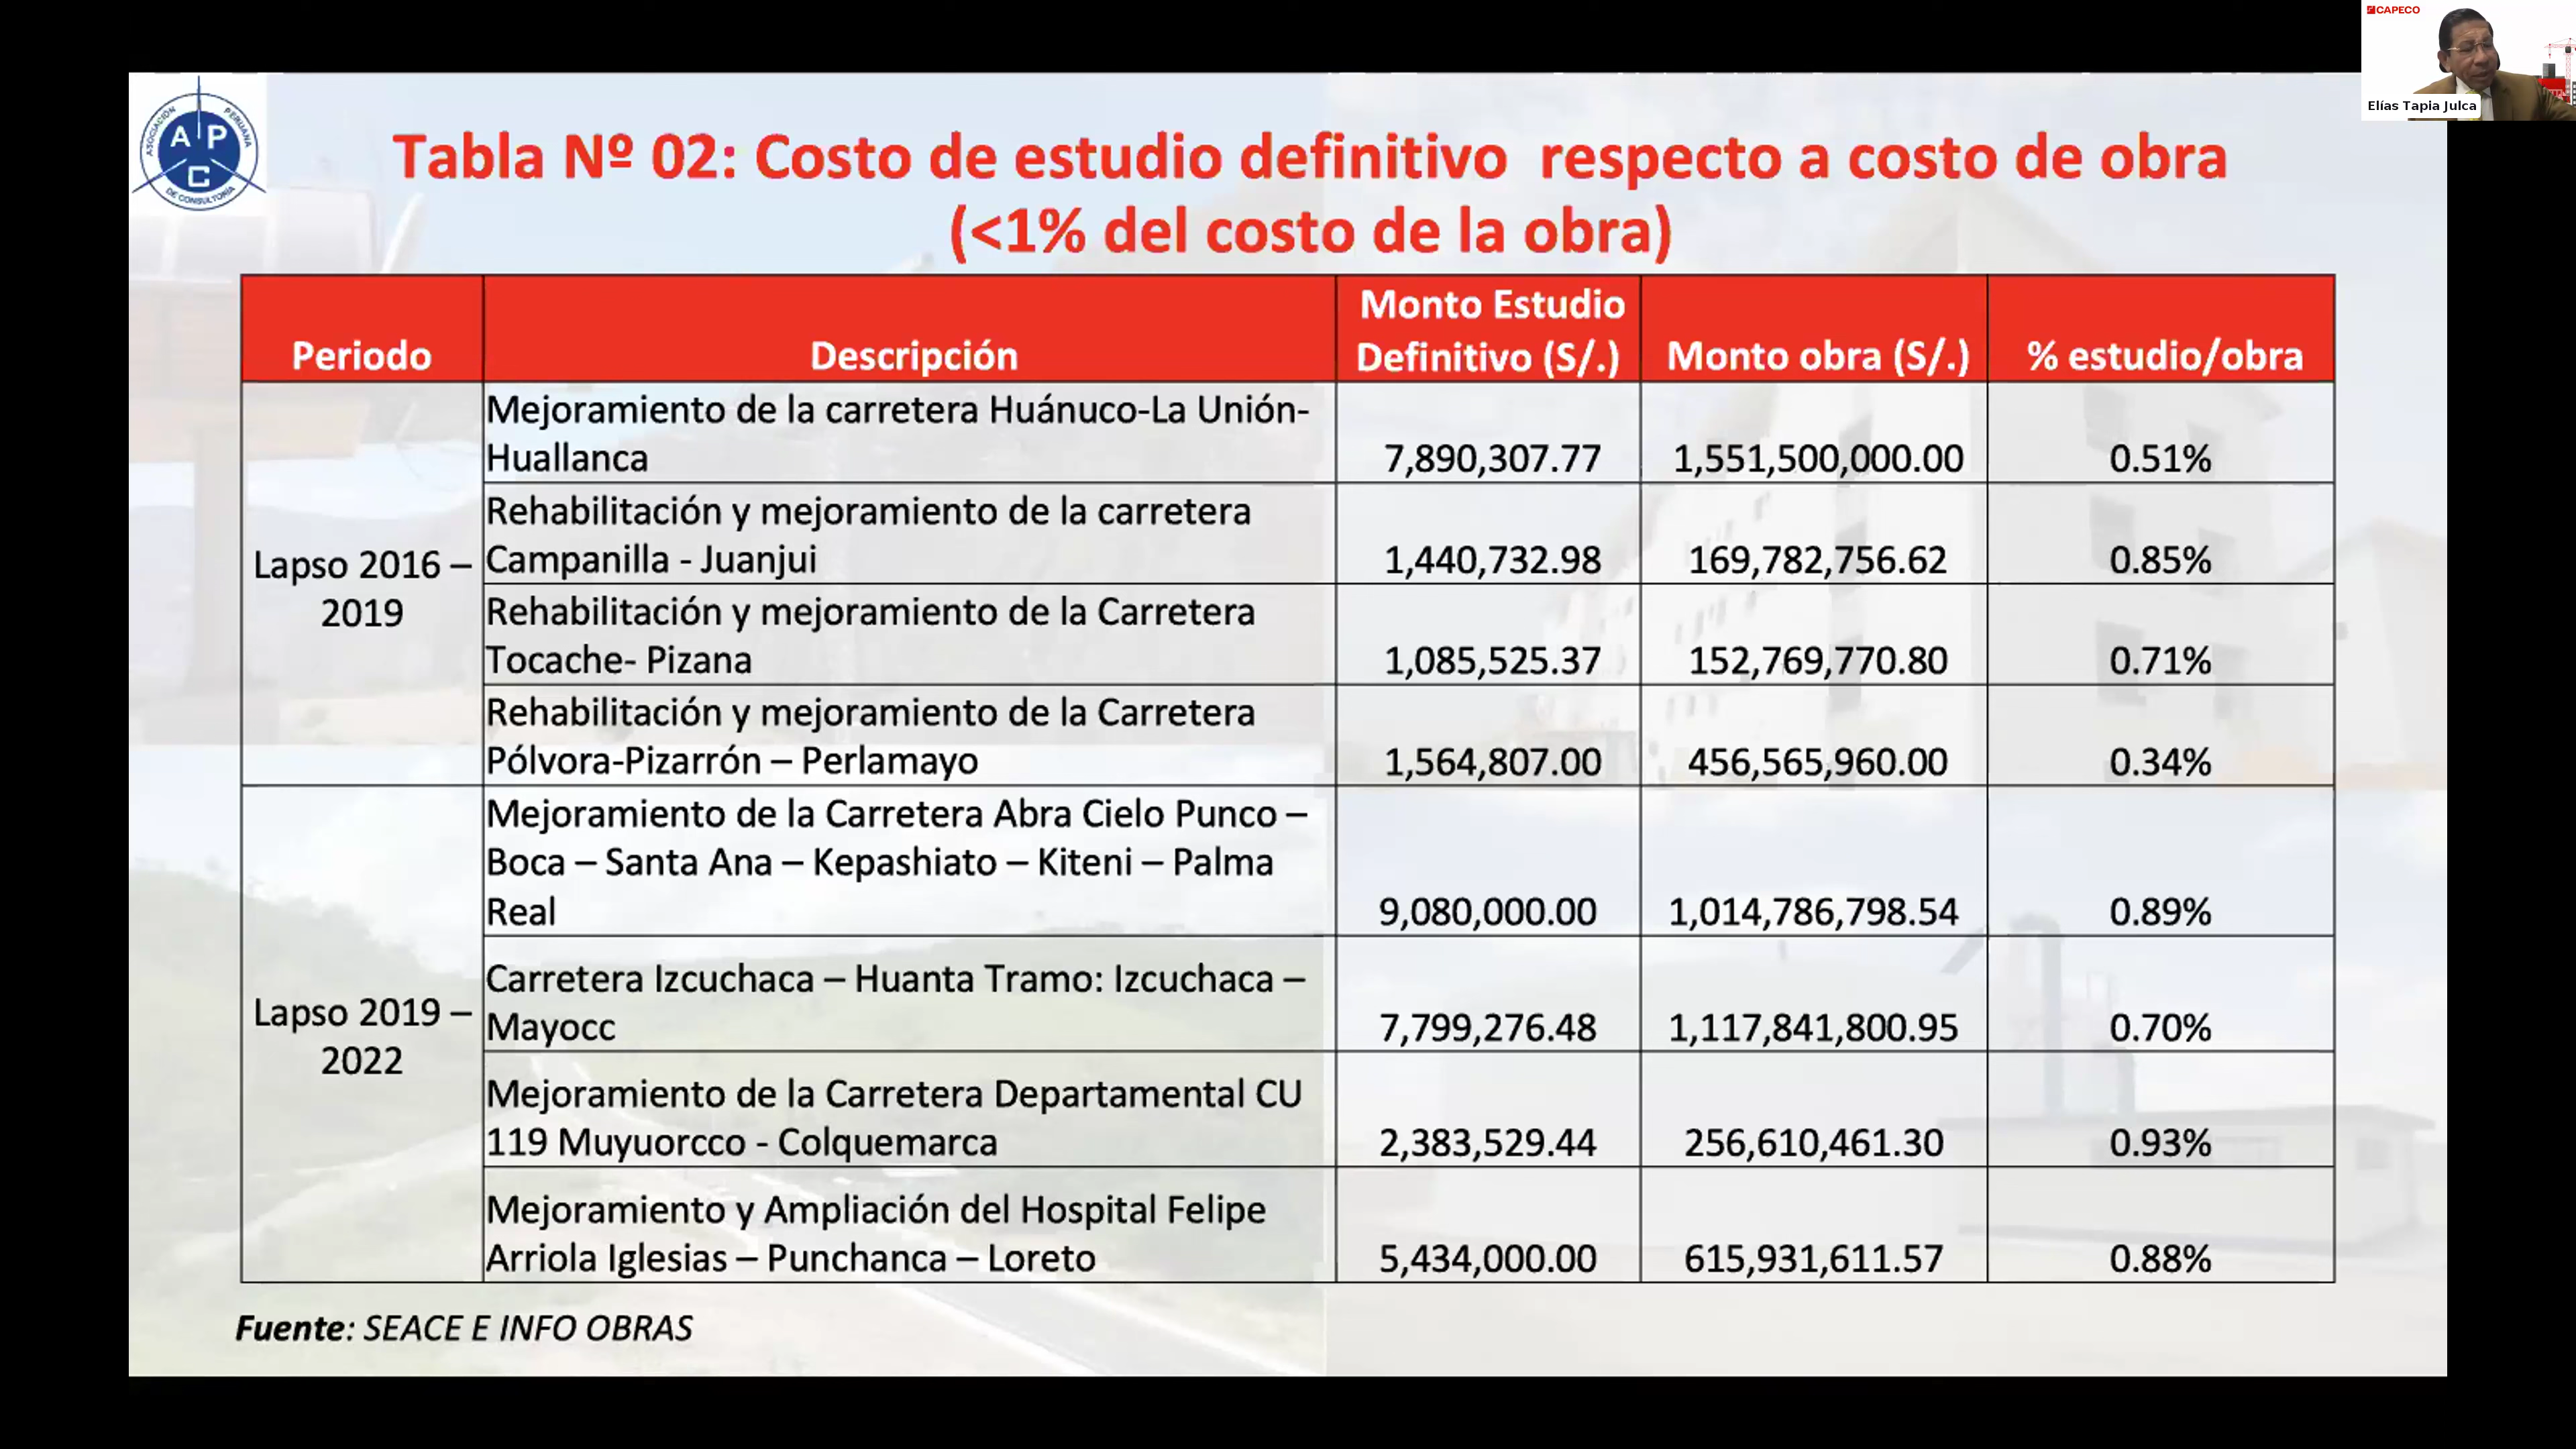 CAPECO
Elías Tapia Julca
ASOCIACIÓN PERUANA
A P
C
DE CONSULTORÍA
Tabla Nº 02: Costo de estudio definitivo respecto a costo de obra
(<1% del costo de la obra)
Periodo
Descripción
Monto Estudio
Definitivo (S/.)
Monto obra (S/.)
% estudio/obra
Lapso 2016 –
2019
Mejoramiento de la carretera Huánuco-La Unión-
Huallanca
7,890,307.77
1,551,500,000.00
0.51%
Rehabilitación y mejoramiento de la carretera
Campanilla - Juanjui
1,440,732.98
169,782,756.62
0.85%
Rehabilitación y mejoramiento de la Carretera
Tocache- Pizana
1,085,525.37
152,769,770.80
0.71%
Rehabilitación y mejoramiento de la Carretera
Pólvora-Pizarrón – Perlamayo
1,564,807.00
456,565,960.00
0.34%
Lapso 2019 –
2022
Mejoramiento de la Carretera Abra Cielo Punco –
Boca – Santa Ana – Kepashiato – Kiteni – Palma
Real
9,080,000.00
1,014,786,798.54
0.89%
Carretera Izcuchaca – Huanta Tramo: Izcuchaca –
Mayocc
7,799,276.48
1,117,841,800.95
0.70%
Mejoramiento de la Carretera Departamental CU
119 Muyuorcco - Colquemarca
2,383,529.44
256,610,461.30
0.93%
Mejoramiento y Ampliación del Hospital Felipe
Arriola Iglesias – Punchanca – Loreto
5,434,000.00
615,931,611.57
0.88%
Fuente: SEACE E INFO OBRAS